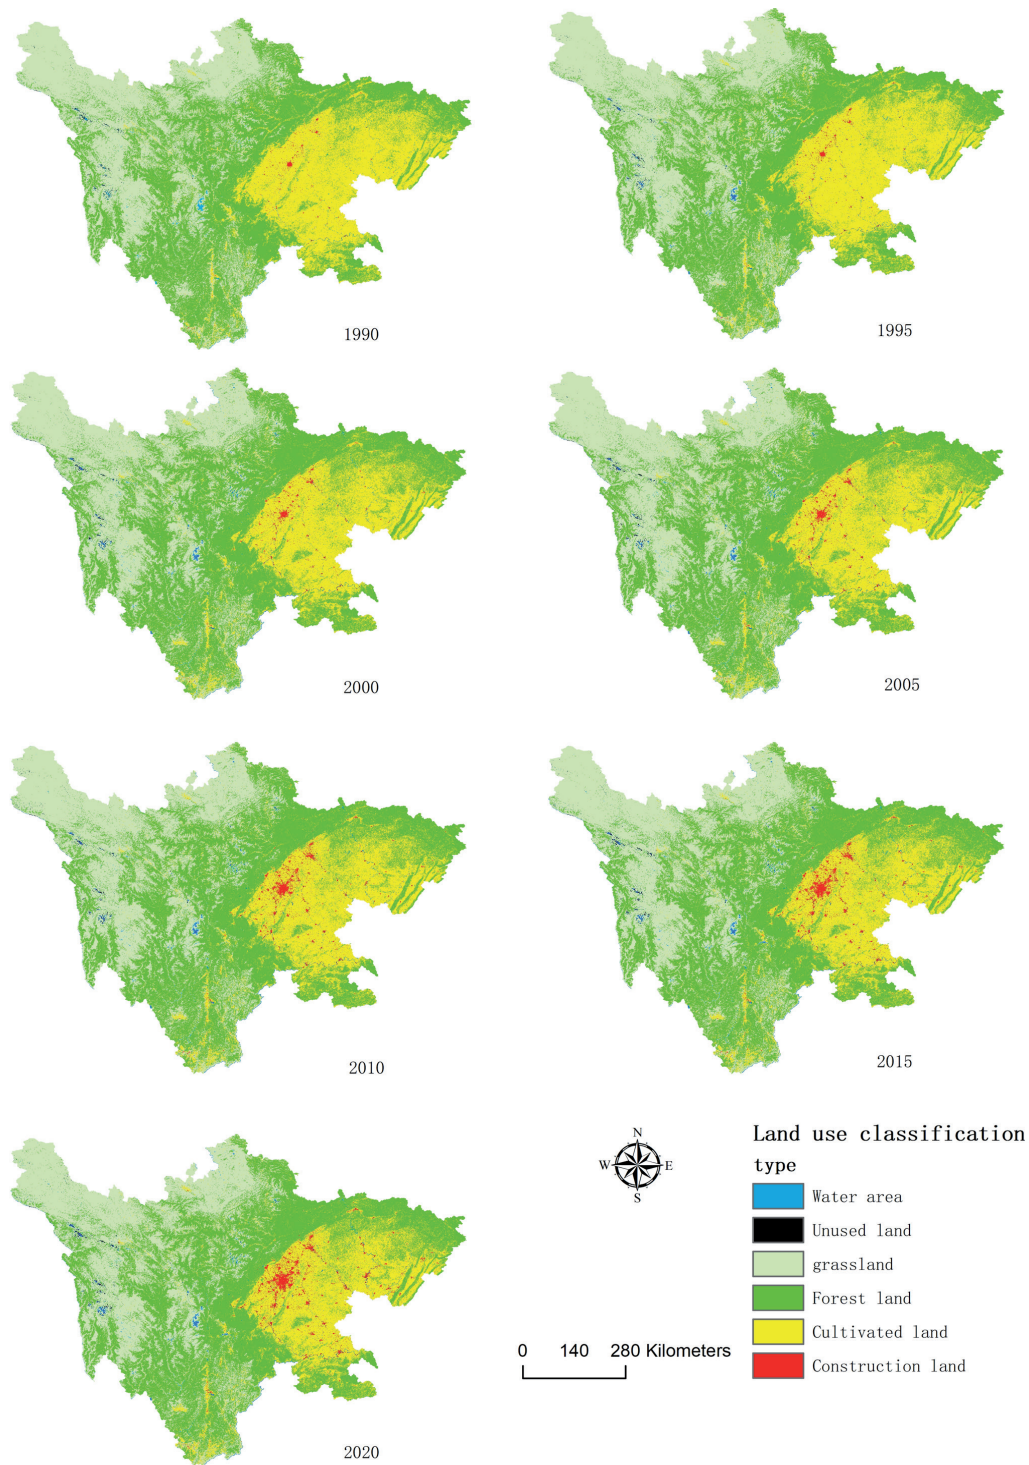 1990
1995
2000
2005
2010
2015
2020
N
W E
S
0 140 280 Kilometers
Land use classification
type
Water area
Unused land
grassland
Forest land
Cultivated land
Construction land